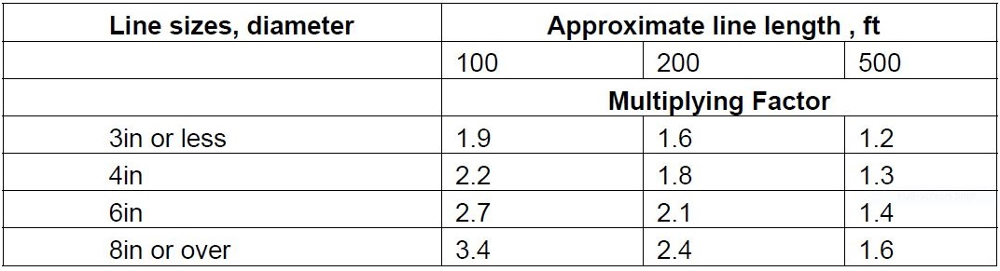 Line sizes, diameter Approximate line length , ft
100 200 500
Multiplying Factor
3in or less 1.9 1.6 1.2
4in 2.2 1.8 1.3
6in 2.7 2.1 1.4
8in or over 3.4 2.4 1.6